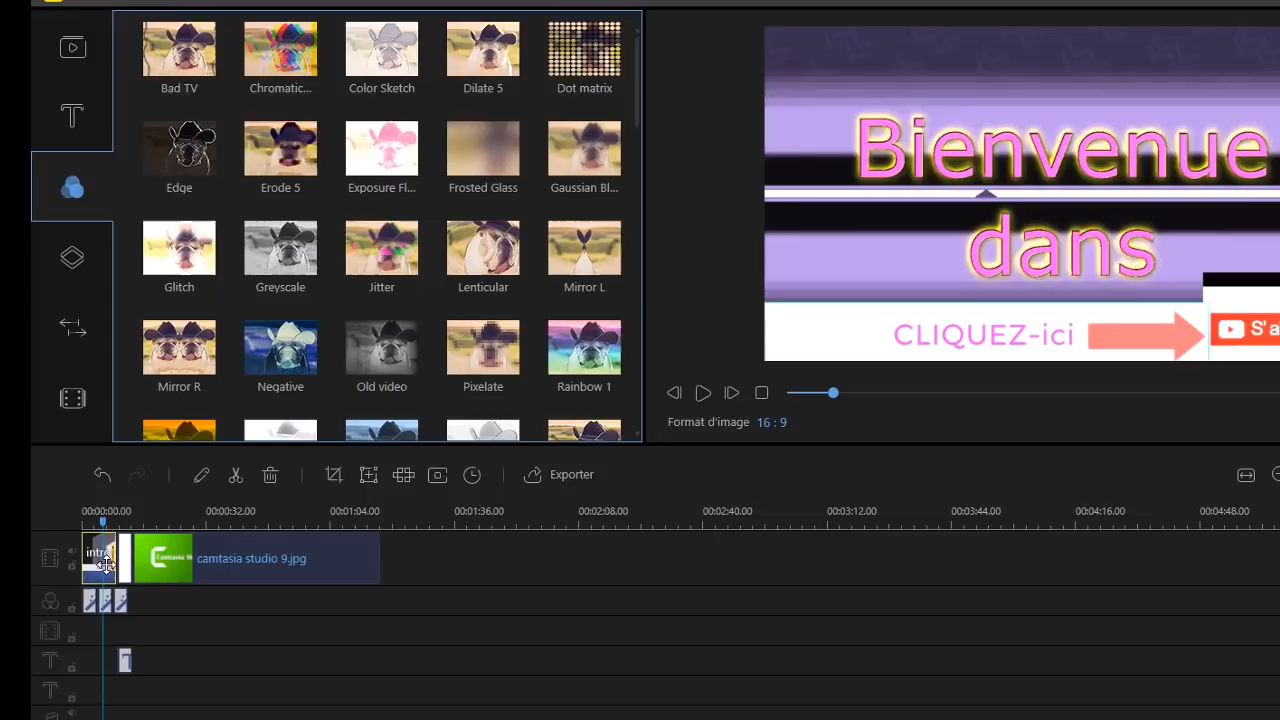 Bad TV
Chromatic...
Color Sketch
Dilate 5
Dot matrix
Edge
Erode 5
Exposure Fl...
Frosted Glass
Gaussian Bl...
Glitch
Greyscale
Jitter
Lenticular
Mirror L
Mirror R
Negative
Old video
Pixelate
Rainbow 1
Bienvenue
dans
CLIQUEZ-ici
S'a
Format d'image 16 : 9
Exporter
00:00:00.00 00:00:32.00 00:01:04.00 00:01:36.00 00:02:08.00 00:02:40.00 00:03:12.00 00:03:44.00 00:04:16.00 00:04:48.00
intr
camtasia studio 9.jpg